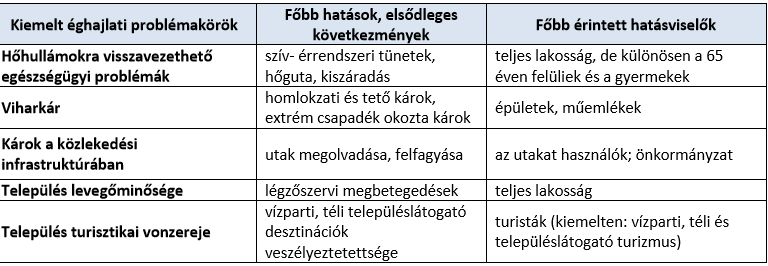 Kiemelt éghajlati problémakörök
Főbb hatások, elsődleges
következmények
Főbb érintett hatásviselők
Hőhullámokra visszavezethető
egészségügyi problémák
szív- érrendszeri tünetek,
hőguta, kiszáradás
teljes lakosság, de különösen a 65
éven felüliek és a gyermekek
Viharkár
homlokzati és tető károk,
extrém csapadék okozta károk
épületek, műemlékek
Károk a közlekedési
infrastruktúrában
utak megolvadása, felfagyása
az utakat használók; önkormányzat
Település levegőminősége
légzőszervi megbetegedések
teljes lakosság
Település turisztikai vonzereje
vízparti, téli településlátogató
desztinációk
veszélyeztetettsége
turisták (kiemelten: vízparti, téli és
településlátogató turizmus)